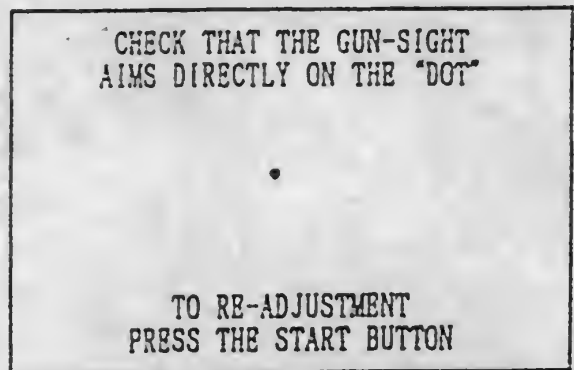 CHECK THAT THE GUN-SIGHT
AIMS DIRECTLY ON THE "DOT"
TO RE-ADJUSTMENT
PRESS THE START BUTTON